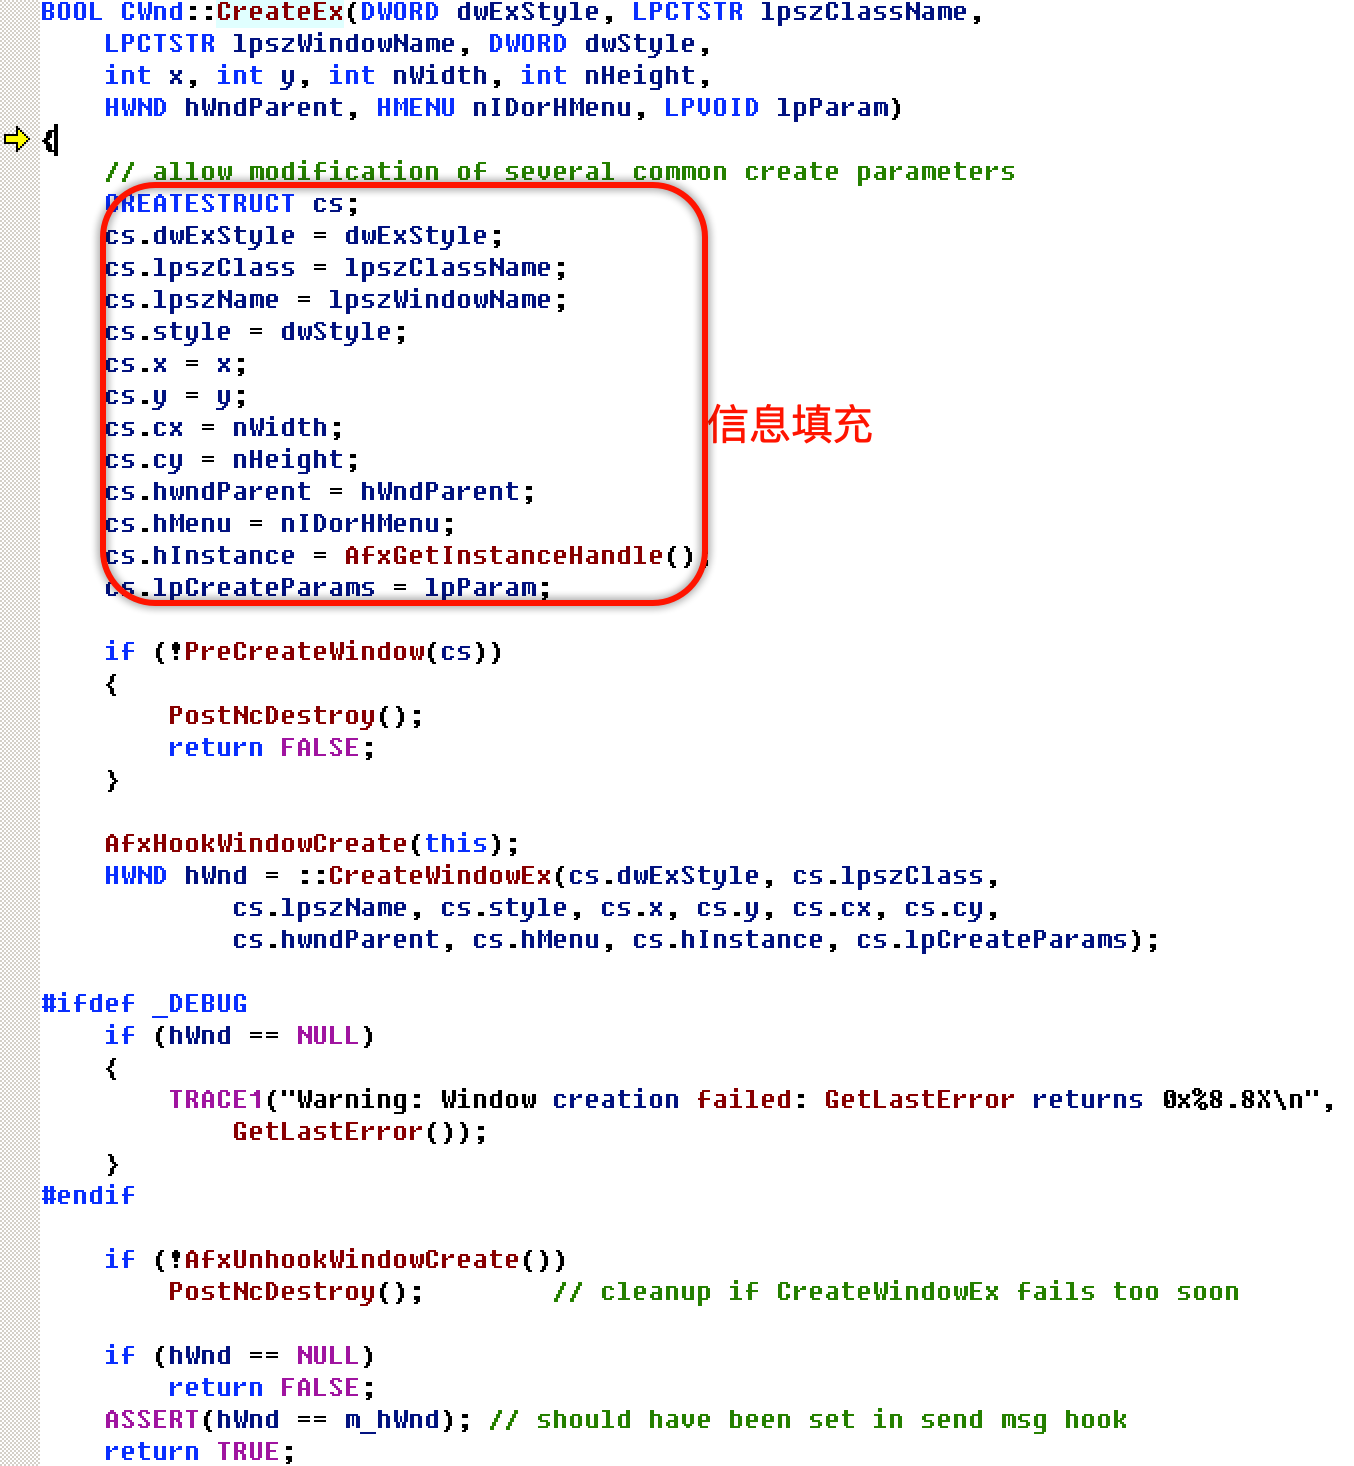 BOOL CWnd::CreateEx(DWORD dwExStyle, LPCTSTR lpszClassName,
    LPCTSTR lpszWindowName, DWORD dwStyle,
    int x, int y, int nWidth, int nHeight,
    HWND hWndParent, HMENU nIDorHMenu, LPVOID lpParam)
{
    // allow modification of several common create parameters
    CREATESTRUCT cs;
    cs.dwExStyle = dwExStyle;
    cs.lpszClass = lpszClassName;
    cs.lpszName = lpszWindowName;
    cs.style = dwStyle;
    cs.x = x;
    cs.y = y;
    cs.cx = nWidth;
    cs.cy = nHeight;
    cs.hwndParent = hWndParent;
    cs.hMenu = nIDorHMenu;
    cs.hInstance = AfxGetInstanceHandle();
    cs.lpCreateParams = lpParam;
信息填充
    if (!PreCreateWindow(cs))
    {
        PostNcDestroy();
        return FALSE;
    }
    AfxHookWindowCreate(this);
    HWND hWnd = ::CreateWindowEx(cs.dwExStyle, cs.lpszClass,
            cs.lpszName, cs.style, cs.x, cs.y, cs.cx, cs.cy,
            cs.hwndParent, cs.hMenu, cs.hInstance, cs.lpCreateParams);
#ifdef _DEBUG
    if (hWnd == NULL)
    {
        TRACE1("Warning: Window creation failed: GetLastError returns 0x%8.8X\n",
            GetLastError());
    }
#endif
    if (!AfxUnhookWindowCreate())
        PostNcDestroy();        // cleanup if CreateWindowEx fails too soon
    if (hWnd == NULL)
        return FALSE;
    ASSERT(hWnd == m_hWnd); // should have been set in send msg hook
    return TRUE;